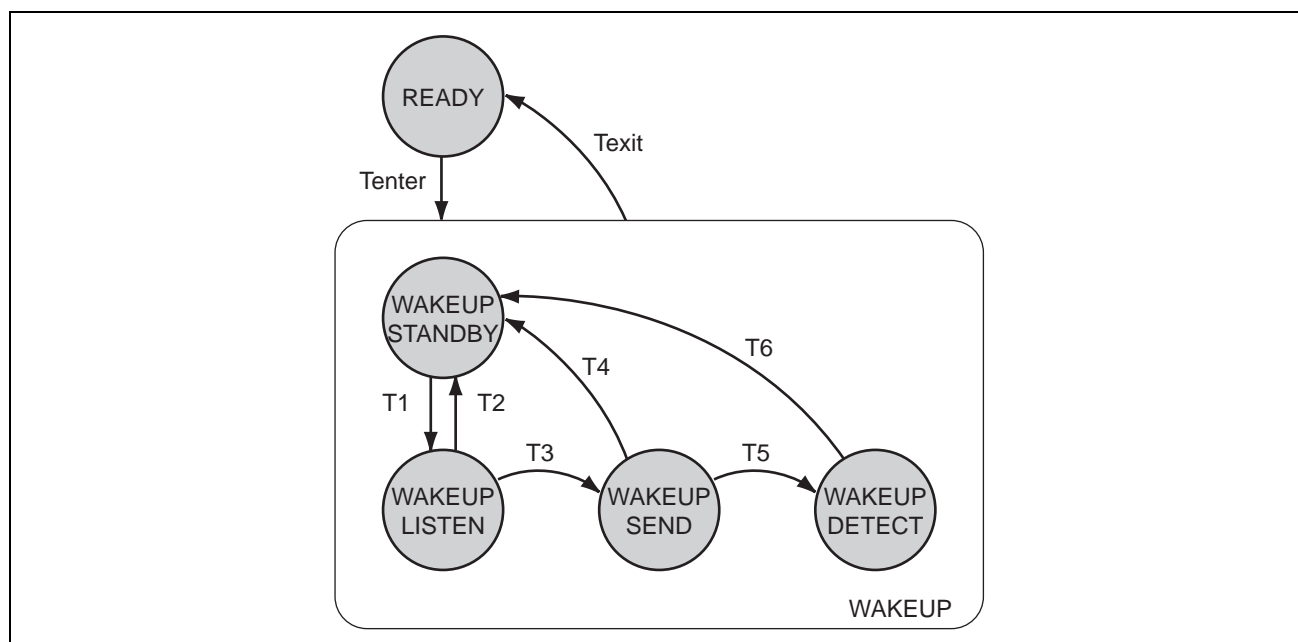 READY
Texit
Tenter
WAKEUP
STANDBY
T6
T4
T1
T2
T3
T5
WAKEUP
LISTEN
WAKEUP
SEND
WAKEUP
DETECT
WAKEUP